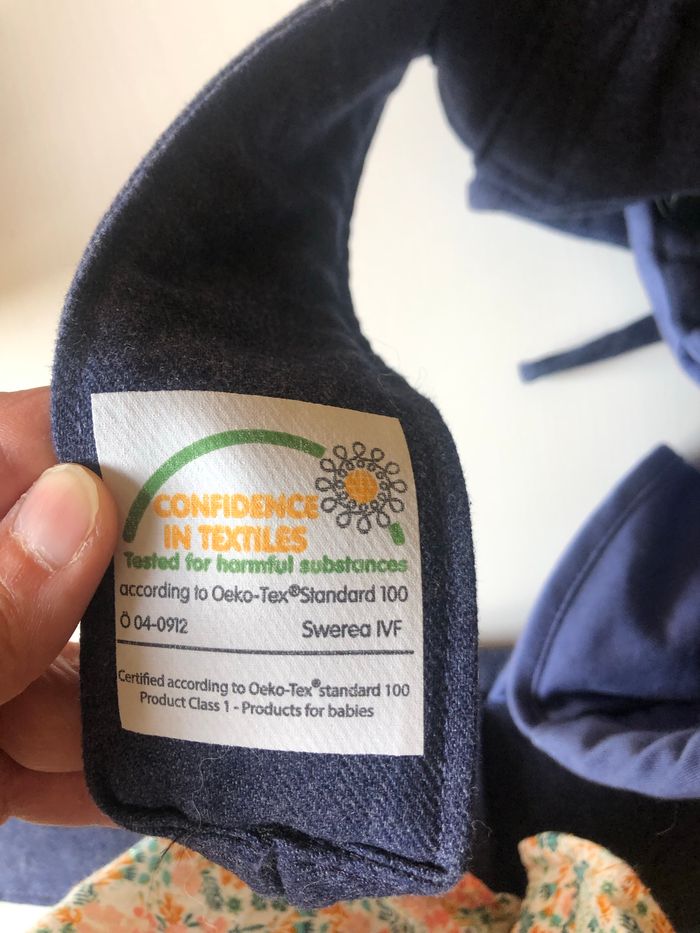 CONFIDENCE
IN TEXTILES
Tested for harmful substances
according to Oeko-Tex®Standard 100
Ö 04-0912 Swerea IVF
Certified according to Oeko-Tex®standard 100
Product Class 1 - Products for babies